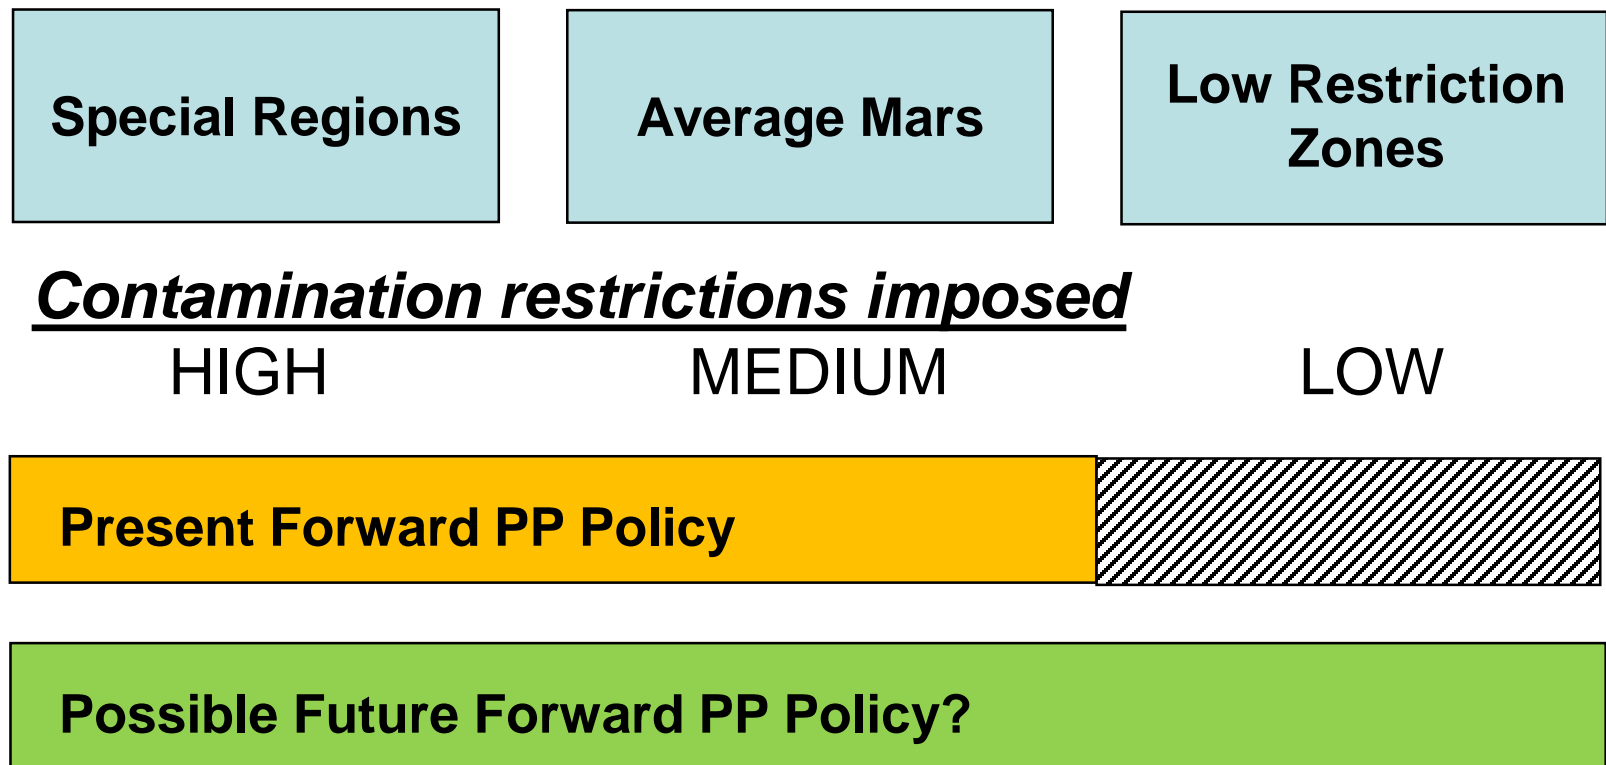 Special Regions
Average Mars
Low Restriction
Zones
Contamination restrictions imposed
HIGH
MEDIUM
LOW
Present Forward PP Policy
Possible Future Forward PP Policy?